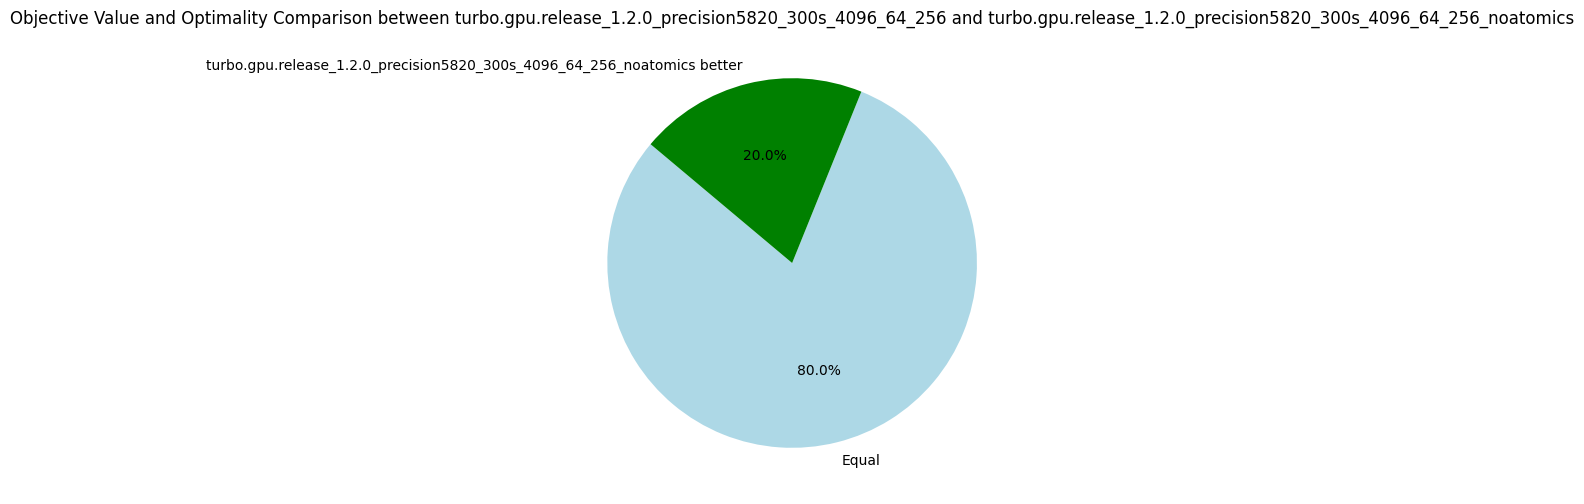 Objective Value and Optimality Comparison between turbo.gpu.release_1.2.0_precision5820_300s_4096_64_256 and turbo.gpu.release_1.2.0_precision5820_300s_4096_64_256_noatomics
turbo.gpu.release_1.2.0_precision5820_300s_4096_64_256_noatomics better
20.0%
80.0%
Equal